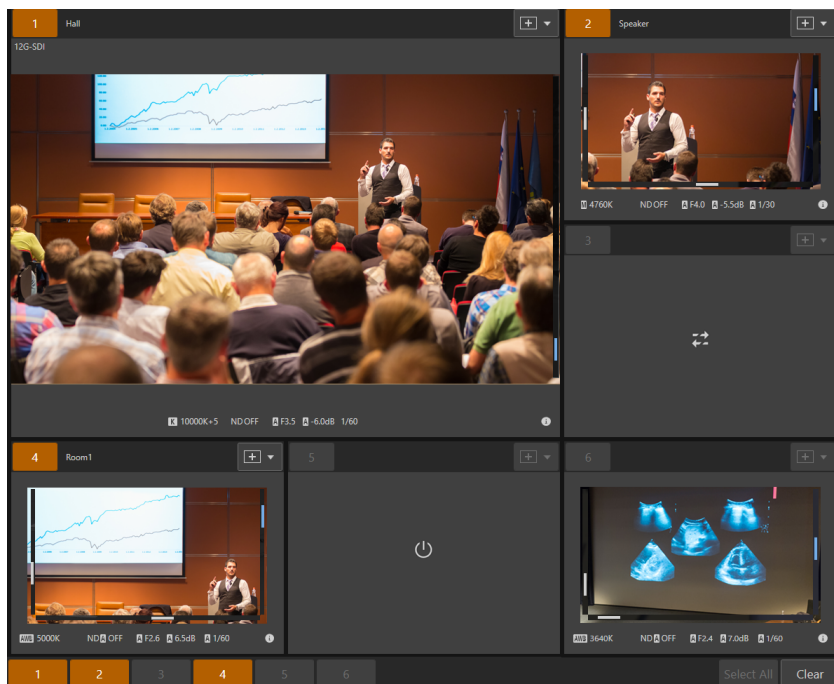 1 Hall
12G-SDI
K 10000K+5 ND OFF A F3.5 A -6.0dB 1/60
2 Speaker
M 4760K ND OFF A F4.0 A -5.5dB A 1/30
3
4 Room1
AWB 5000K ND A OFF A F2.6 A 6.5dB A 1/60
5
6
AWB 3640K ND A OFF A F2.4 A 7.0dB A 1/60
1 2 3 4 5 6 Select All Clear